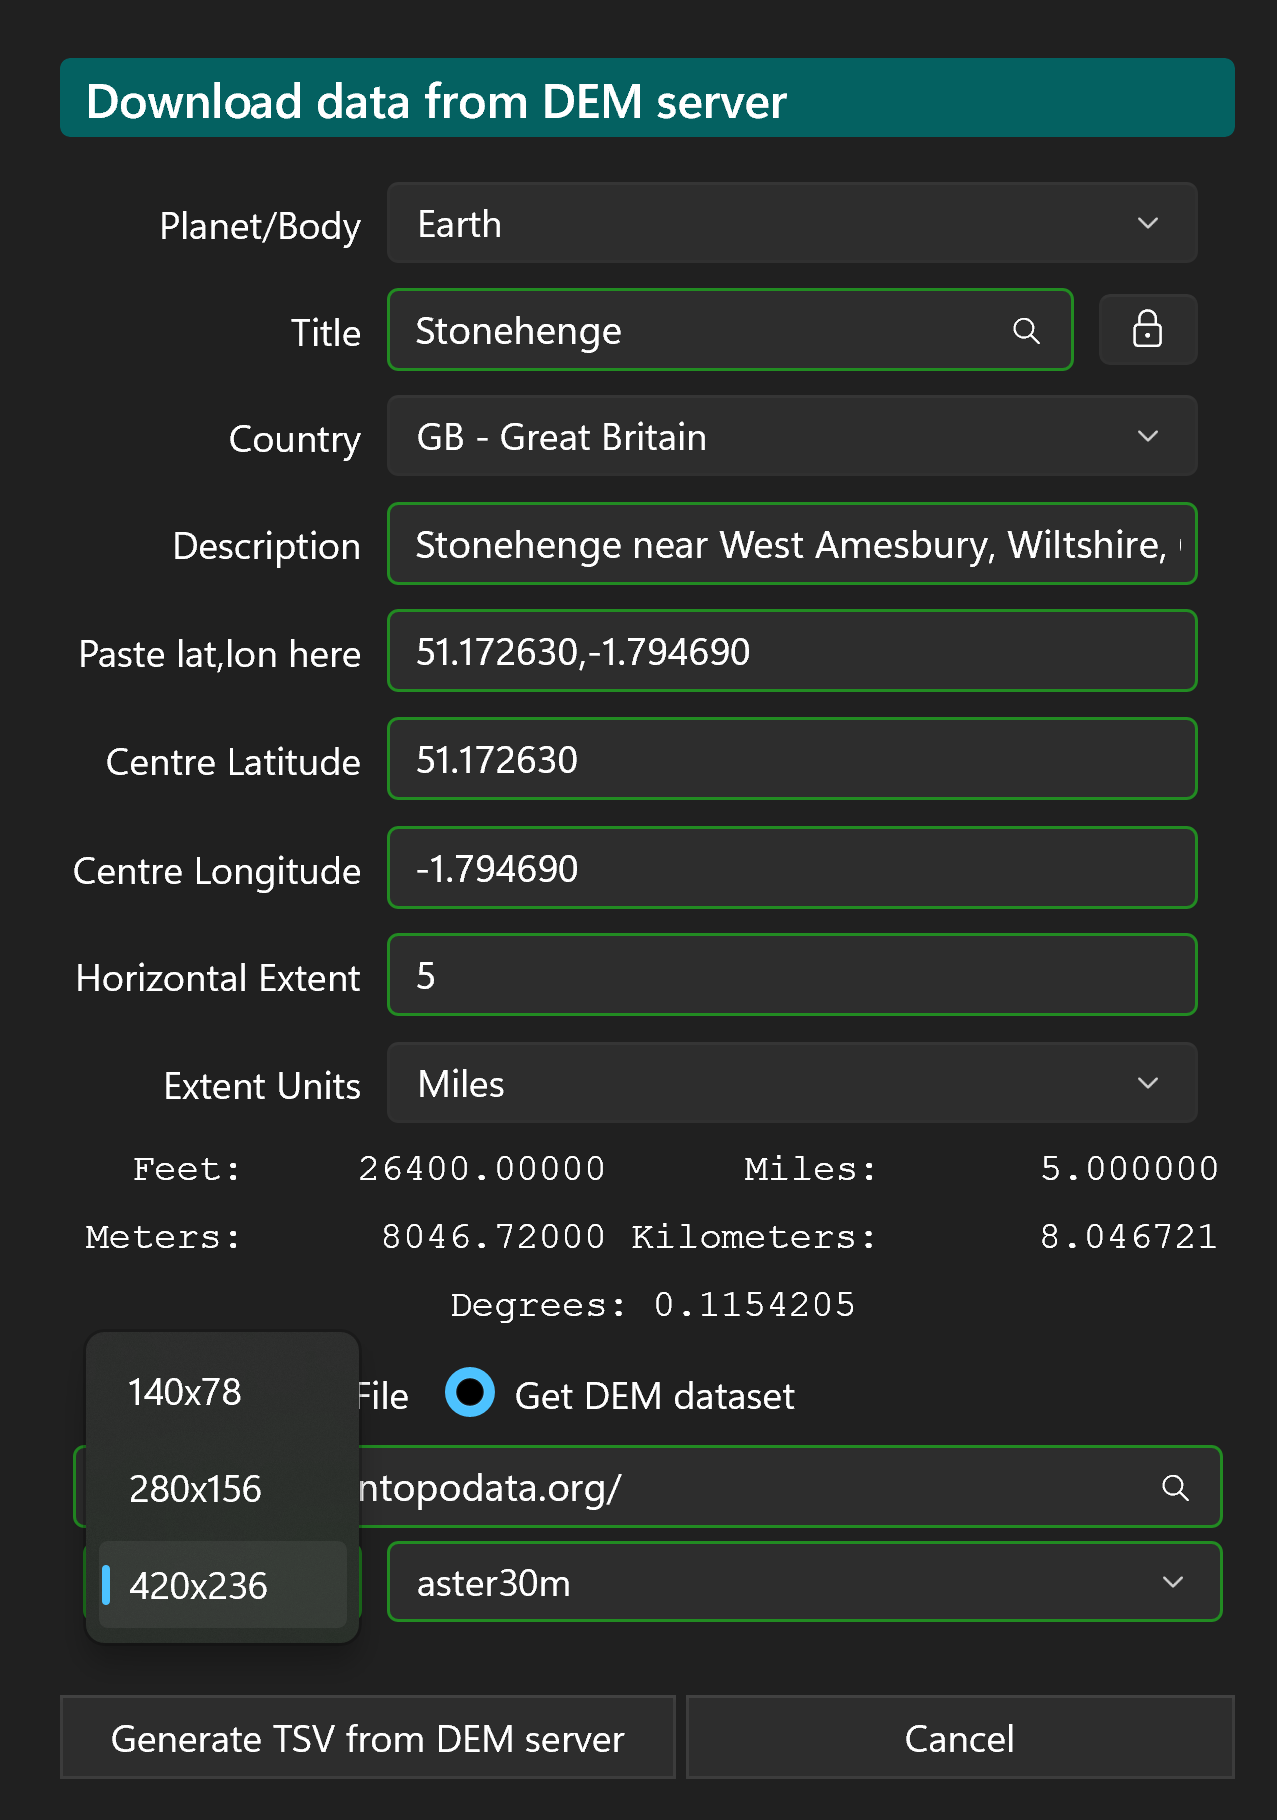 Download data from DEM server
Planet/Body Earth
Title Stonehenge
Country GB - Great Britain
Description Stonehenge near West Amesbury, Wiltshire,
Paste lat,lon here 51.172630,-1.794690
Centre Latitude 51.172630
Centre Longitude -1.794690
Horizontal Extent 5
Extent Units Miles
Feet: 26400.00000 Miles: 5.000000
Meters: 8046.72000 Kilometers: 8.046721
Degrees: 0.1154205
140x78
File Get DEM dataset
280x156 ntopodata.org/
420x236 aster30m
Generate TSV from DEM server Cancel